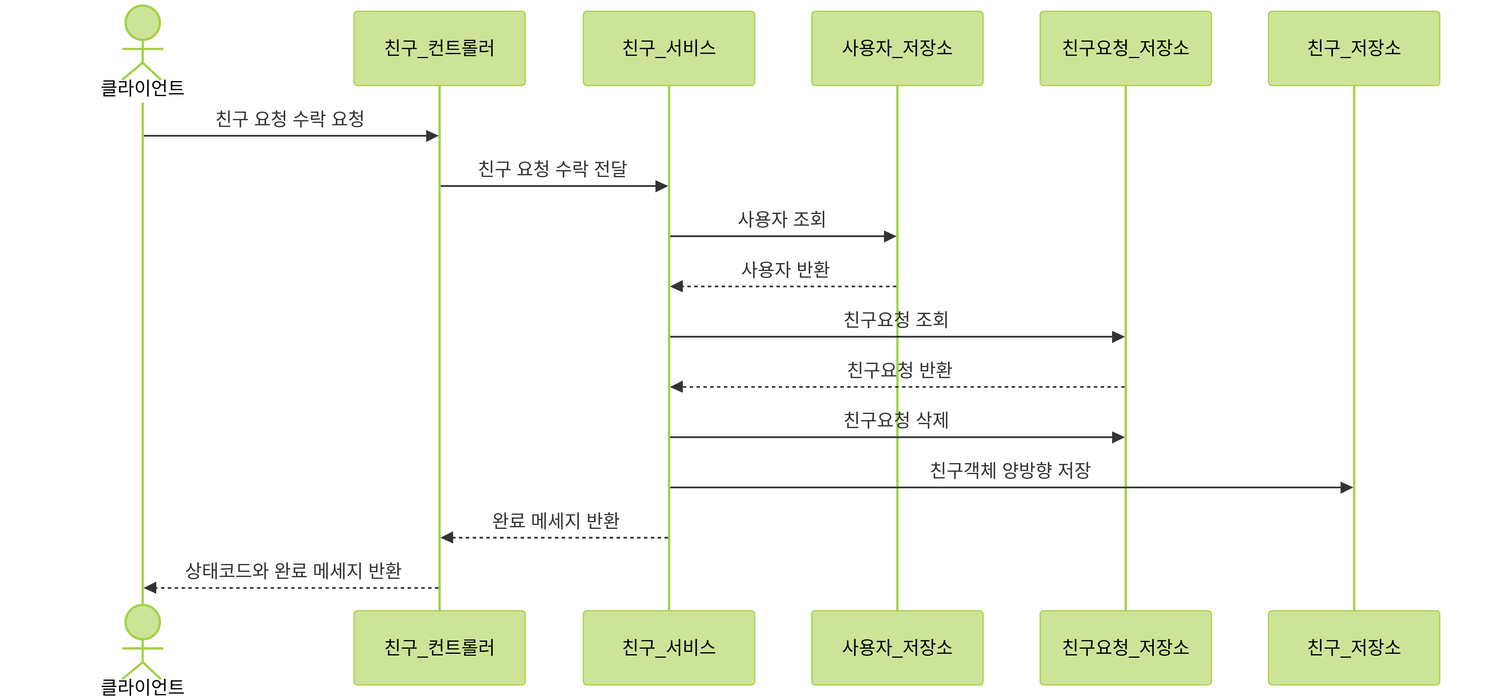 클라이언트
친구_컨트롤러
친구_서비스
사용자_저장소
친구요청_저장소
친구_저장소
친구 요청 수락 요청
친구 요청 수락 전달
사용자 조회
사용자 반환
친구요청 조회
친구요청 반환
친구요청 삭제
친구객체 양방향 저장
완료 메세지 반환
상태코드와 완료 메세지 반환
클라이언트
친구_컨트롤러
친구_서비스
사용자_저장소
친구요청_저장소
친구_저장소